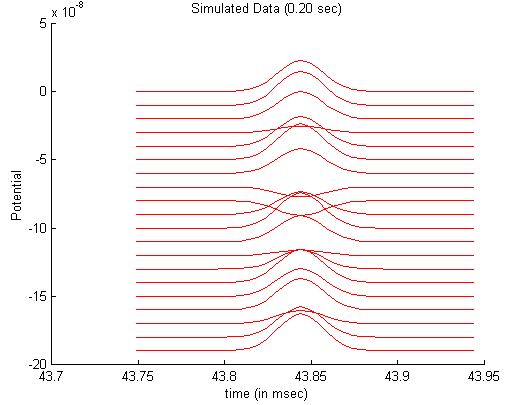 Simulated Data (0.20 sec)
5 x 10^-8
0
-5
-10
-15
-20
Potential
43.7 43.75 43.8 43.85 43.9 43.95
time (in msec)